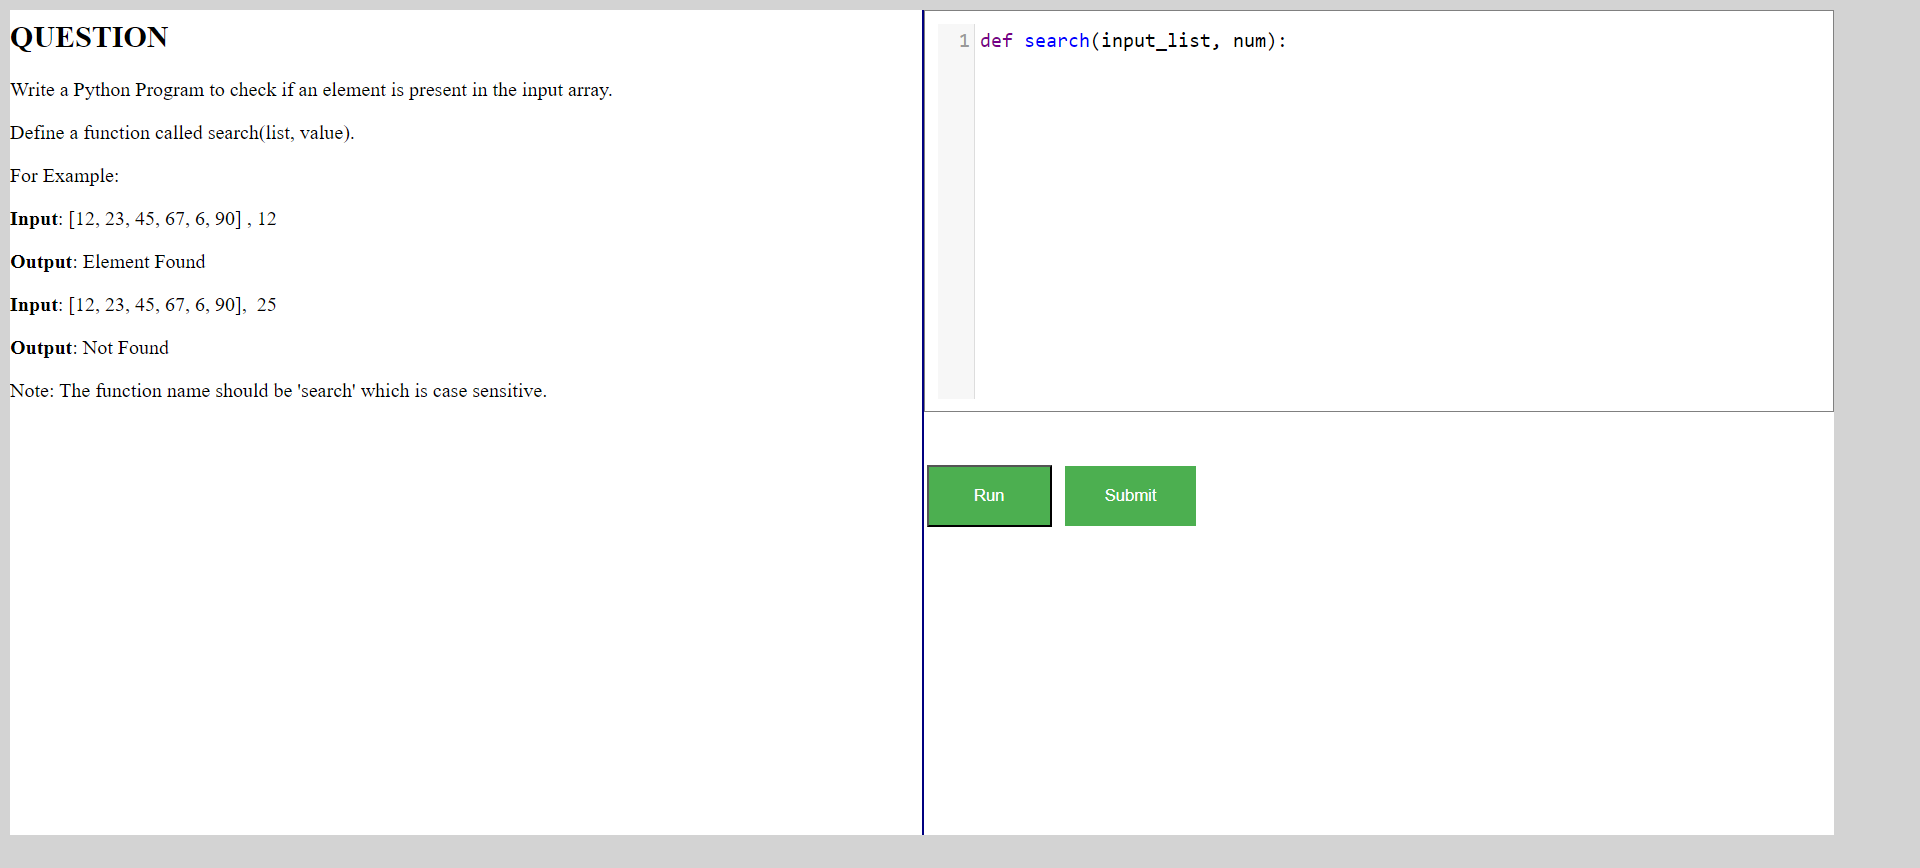 QUESTION
Write a Python Program to check if an element is present in the input array.
Define a function called search(list, value).
For Example:
Input: [12, 23, 45, 67, 6, 90] , 12
Output: Element Found
Input: [12, 23, 45, 67, 6, 90],  25
Output: Not Found
Note: The function name should be 'search' which is case sensitive.
1 def search(input_list, num):
Run Submit